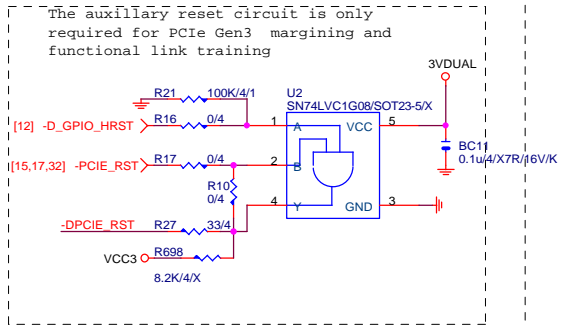 The auxillary reset circuit is only
required for PCIe Gen3 margining and
functional link training
3VDUAL
R21 100K/4/1
U2
SN74LVC1G08/SOT23-5/X
[12] -D_GPIO_HRST R16 0/4 1 A VCC 5
BC11
0.1u/4/X7R/16V/K
[15,17,32] -PCIE_RST R17 0/4 2 B
R10
0/4
4 Y GND 3
-DPCIE_RST R27 33/4
VCC3 R698
8.2K/4/X